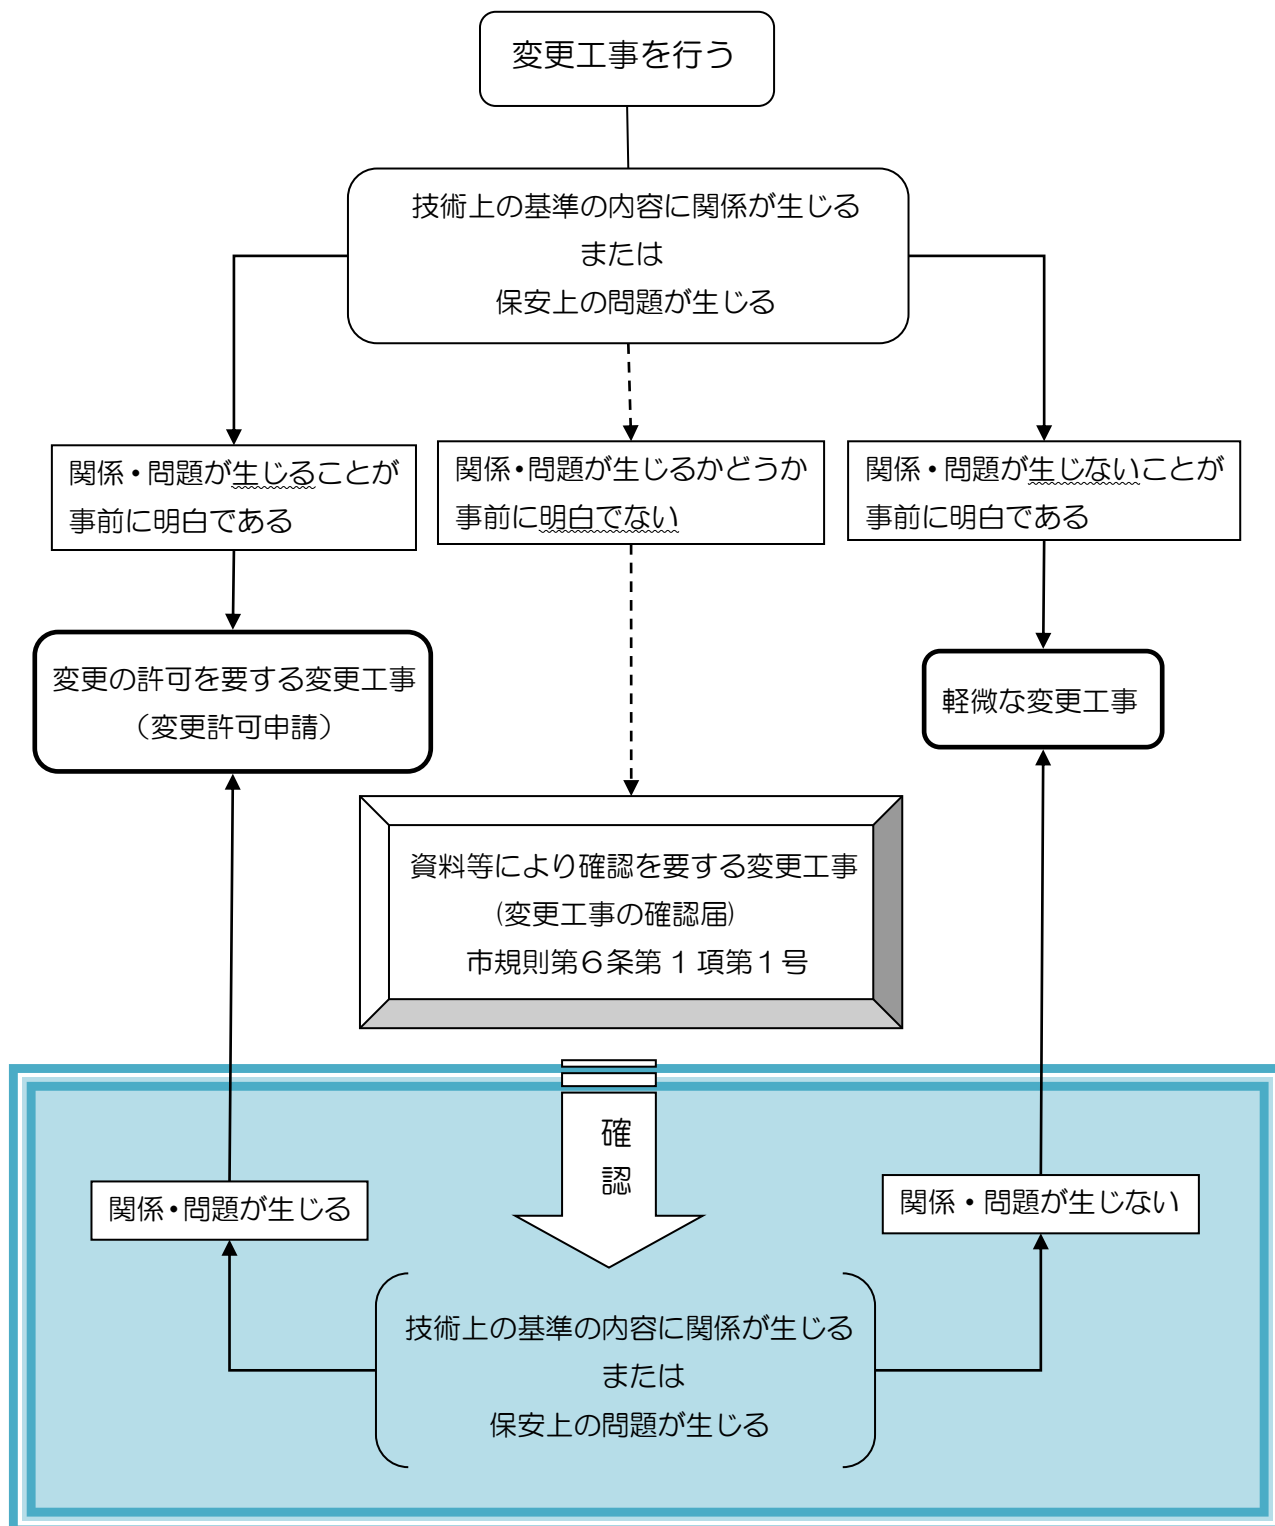 変更工事を行う
技術上の基準の内容に関係が生じる
または
保安上の問題が生じる
関係・問題が生じることが
事前に明白である
関係・問題が生じるかどうか
事前に明白でない
関係・問題が生じないことが
事前に明白である
変更の許可を要する変更工事
（変更許可申請）
軽微な変更工事
資料等により確認を要する変更工事
(変更工事の確認届)
市規則第６条第１項第１号
確
認
関係・問題が生じる
関係・問題が生じない
技術上の基準の内容に関係が生じる
または
保安上の問題が生じる